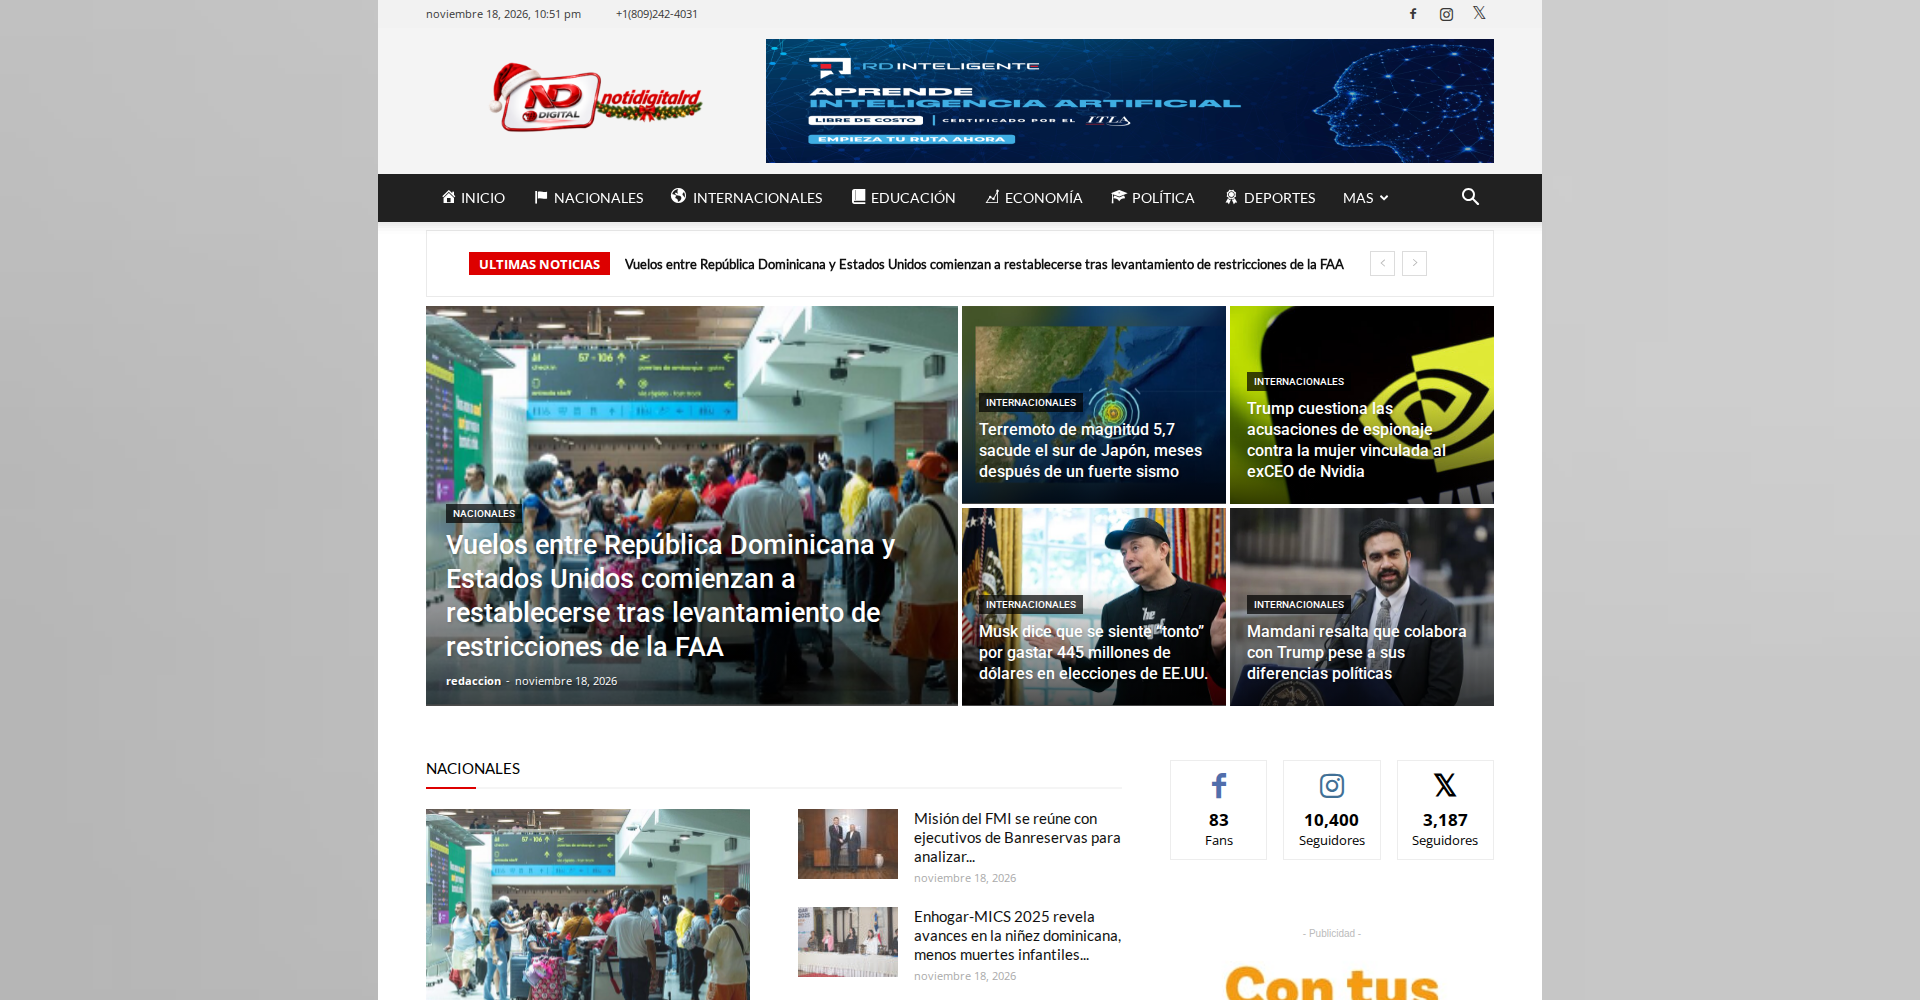 noviembre 18, 2026, 10:51 pm
+1(809)242-4031
ND
DIGITAL
notidigitalrd
RD INTELIGENTE
APRENDE
INTELIGENCIA ARTIFICIAL
LIBRE DE COSTO | CERTIFICADO POR EL ITLA
EMPIEZA TU RUTA AHORA
INICIO NACIONALES INTERNACIONALES EDUCACIÓN ECONOMÍA POLÍTICA DEPORTES MAS
ULTIMAS NOTICIAS
Vuelos entre República Dominicana y Estados Unidos comienzan a restablecerse tras levantamiento de restricciones de la FAA
57 - 106
check in
NACIONALES
Vuelos entre República Dominicana y
Estados Unidos comienzan a
restablecerse tras levantamiento de
restricciones de la FAA
redaccion - noviembre 18, 2026
INTERNACIONALES
Terremoto de magnitud 5,7
sacude el sur de Japón, meses
después de un fuerte sismo
INTERNACIONALES
Trump cuestiona las
acusaciones de espionaje
contra la mujer vinculada al
exCEO de Nvidia
INTERNACIONALES
Musk dice que se siente “tonto”
por gastar 445 millones de
dólares en elecciones de EE.UU.
INTERNACIONALES
Mamdani resalta que colabora
con Trump pese a sus
diferencias políticas
NACIONALES
Misión del FMI se reúne con
ejecutivos de Banreservas para
analizar...
noviembre 18, 2026
Enhogar-MICS 2025 revela
avances en la niñez dominicana,
menos muertes infantiles...
noviembre 18, 2026
83
Fans
10,400
Seguidores
3,187
Seguidores
- Publicidad -
Con tus